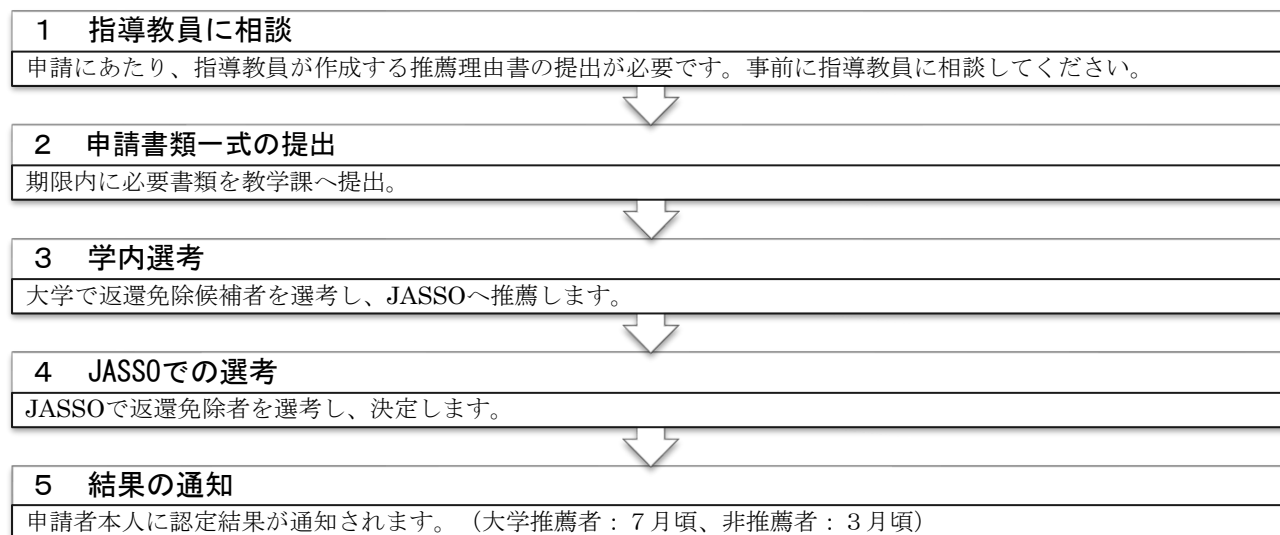 １　指導教員に相談
申請にあたり、指導教員が作成する推薦理由書の提出が必要です。事前に指導教員に相談してください。
２　申請書類一式の提出
期限内に必要書類を教学課へ提出。
３　学内選考
大学で返還免除候補者を選考し、JASSOへ推薦します。
４　JASSOでの選考
JASSOで返還免除者を選考し、決定します。
５　結果の通知
申請者本人に認定結果が通知されます。（大学推薦者：７月頃、非推薦者：３月頃）